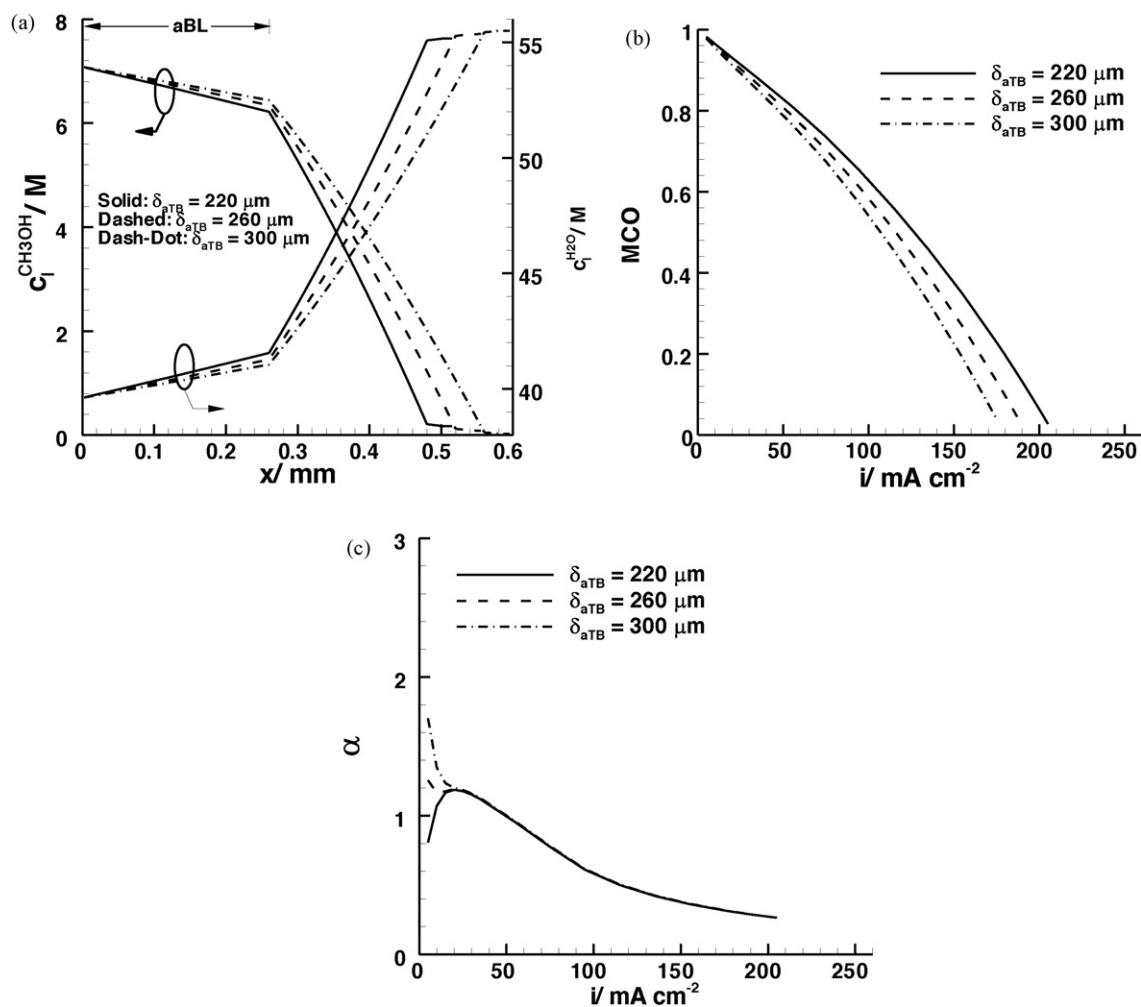 (a)
aBL
8
6
4
2
0
c_l^CH3OH / M
Solid: δ_aTB = 220 μm
Dashed: δ_aTB = 260 μm
Dash-Dot: δ_aTB = 300 μm
55
50
45
40
c_l^H2O / M
0 0.1 0.2 0.3 0.4 0.5 0.6
x/ mm
(b)
1
0.8
0.6
0.4
0.2
0
MCO
δ_aTB = 220 μm
δ_aTB = 260 μm
δ_aTB = 300 μm
0 50 100 150 200 250
i/ mA cm⁻²
(c)
3
2
1
0
α
δ_aTB = 220 μm
δ_aTB = 260 μm
δ_aTB = 300 μm
0 50 100 150 200 250
i/ mA cm⁻²